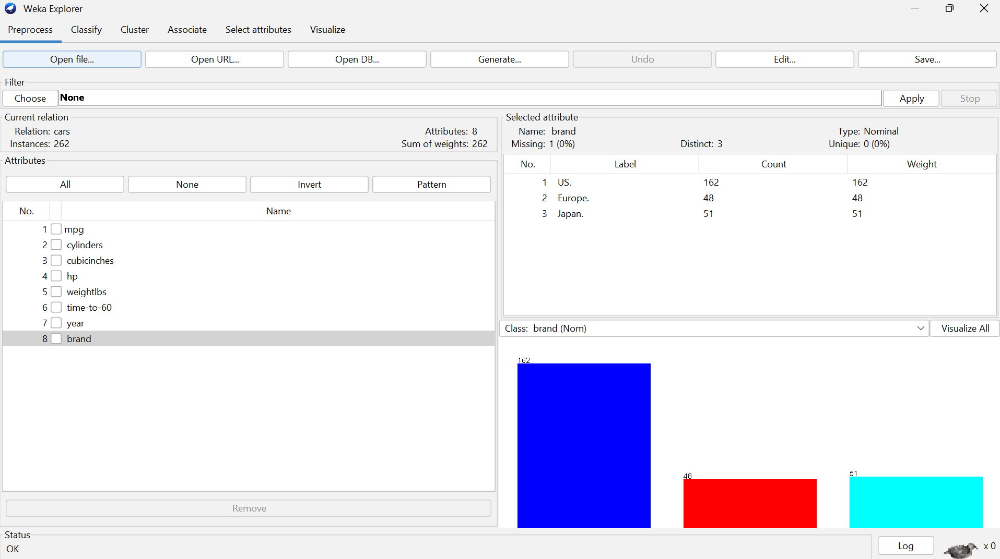 Weka Explorer
Preprocess Classify Cluster Associate Select attributes Visualize
Open file... Open URL... Open DB... Generate... Undo Edit... Save...
Filter
Choose None Apply Stop
Current relation
Relation: cars Attributes: 8
Instances: 262 Sum of weights: 262
Attributes
All None Invert Pattern
No. Name
1 mpg
2 cylinders
3 cubicinches
4 hp
5 weightlbs
6 time-to-60
7 year
8 brand
Remove
Selected attribute
Name: brand Type: Nominal
Missing: 1 (0%) Distinct: 3 Unique: 0 (0%)
No. Label Count Weight
1 US. 162 162
2 Europe. 48 48
3 Japan. 51 51
Class: brand (Nom) Visualize All
162
48
51
Status
OK
Log x 0